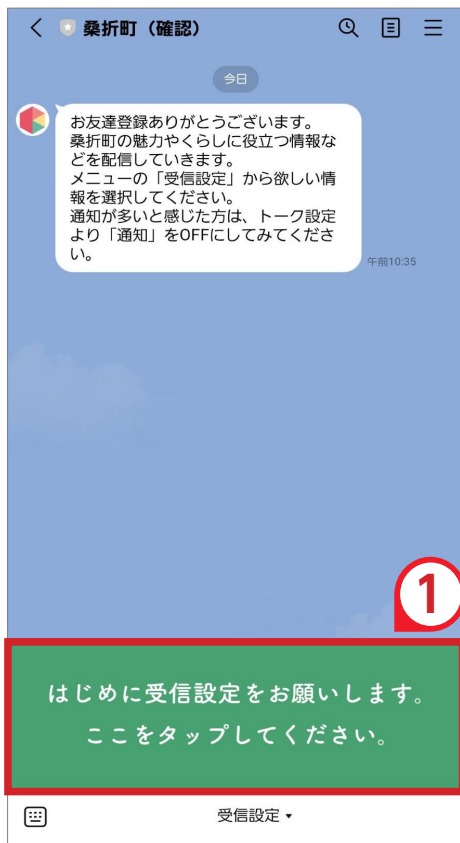 桑折町（確認）
今日
お友達登録ありがとうございます。
桑折町の魅力やくらしに役立つ情報な
どを配信していきます。
メニューの「受信設定」から欲しい情
報を選択してください。
通知が多いと感じた方は、トーク設定
より「通知」をOFFにしてみてくださ
い。
午前10:35
1
はじめに受信設定をお願いします。
ここをタップしてください。
受信設定